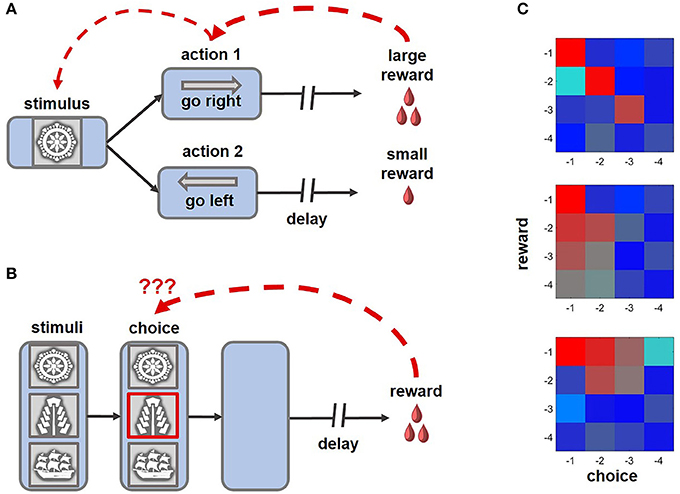 A
action 1
go right
large
reward
stimulus
action 2
go left
small
reward
delay
B
???
stimuli
choice
reward
delay
C
-1
-2
-3
-4
-1 -2 -3 -4
-1
-2
-3
-4
-1 -2 -3 -4
-1
-2
-3
-4
-1 -2 -3 -4
reward
choice